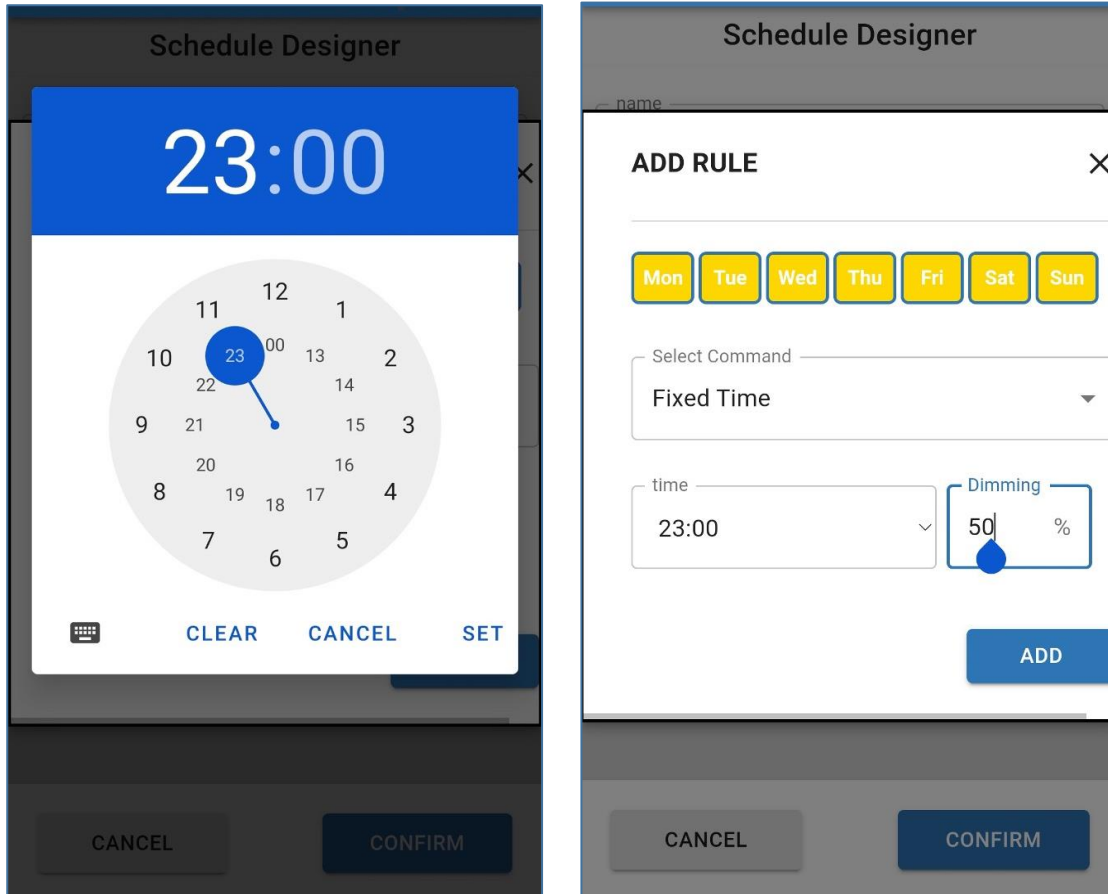 Schedule Designer
23:00
12
11
1
00
23
13
10
2
22
14
9
21
15
3
20
16
8
19
17
4
18
7
5
6
CLEAR
CANCEL
SET
CANCEL
CONFIRM
Schedule Designer
name
ADD RULE
Mon Tue Wed Thu Fri Sat Sun
Select Command
Fixed Time
time
23:00
Dimming
50 %
ADD
CANCEL
CONFIRM